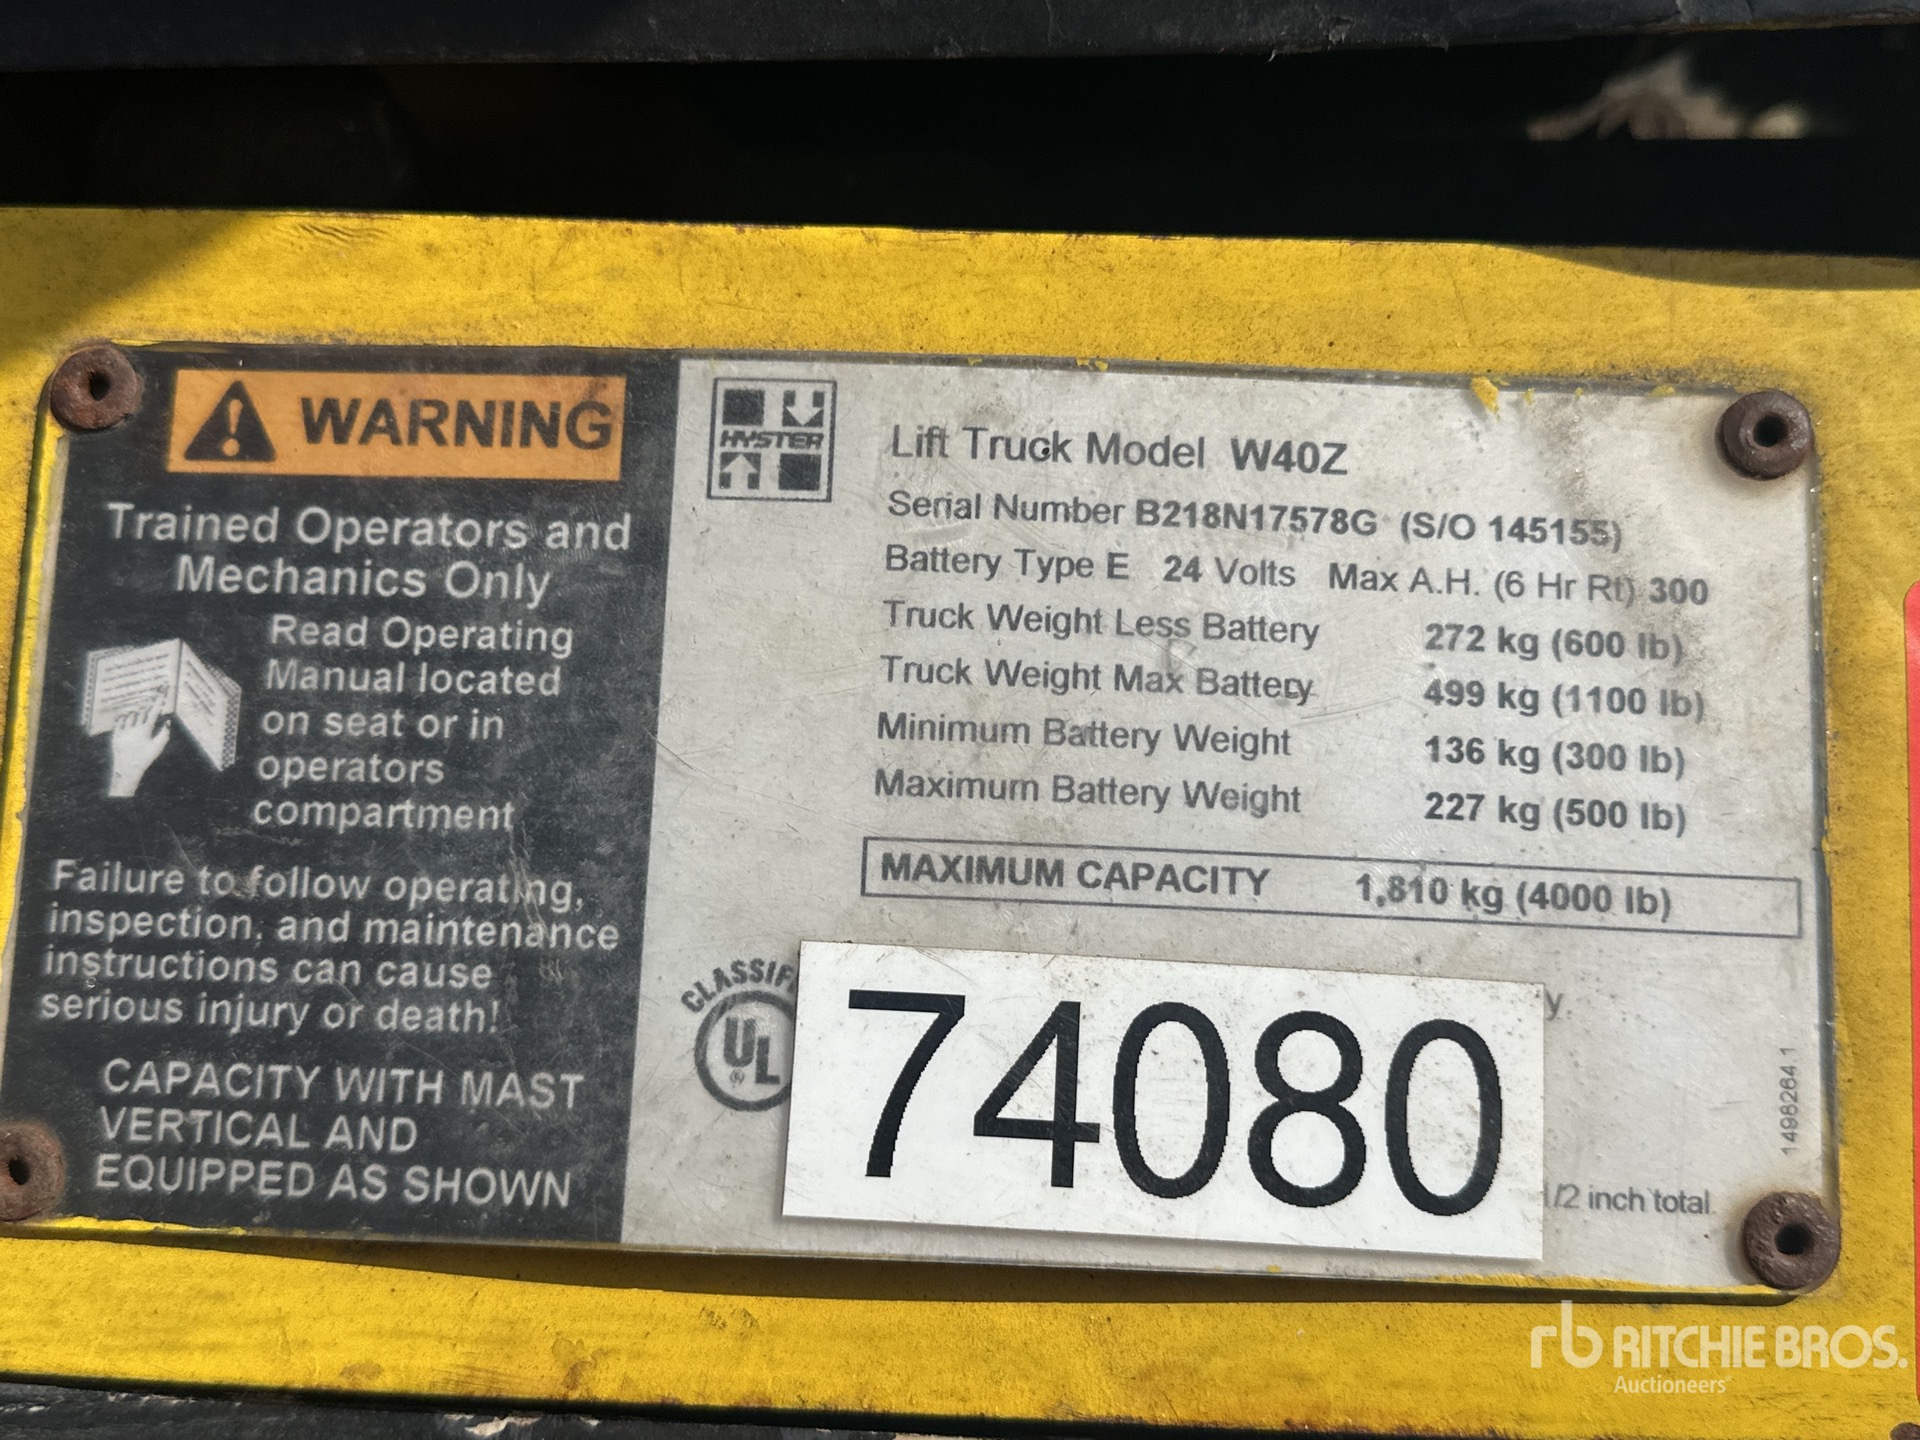 WARNING
Trained Operators and
Mechanics Only
Read Operating
Manual located
on seat or in
operators
compartment
Failure to follow operating,
inspection, and maintenance
instructions can cause
serious injury or death!
CAPACITY WITH MAST
VERTICAL AND
EQUIPPED AS SHOWN
HYSTER
Lift Truck Model W40Z
Serial Number B218N17578G (S/O 145155)
Battery Type E 24 Volts Max A.H. (6 Hr Rt) 300
Truck Weight Less Battery 272 kg (600 lb)
Truck Weight Max Battery 499 kg (1100 lb)
Minimum Battery Weight 136 kg (300 lb)
Maximum Battery Weight 227 kg (500 lb)
MAXIMUM CAPACITY 1,810 kg (4000 lb)
UL ®
74080
1/2 inch total.
1498264.1
rb RITCHIE BROS.
Auctioneers